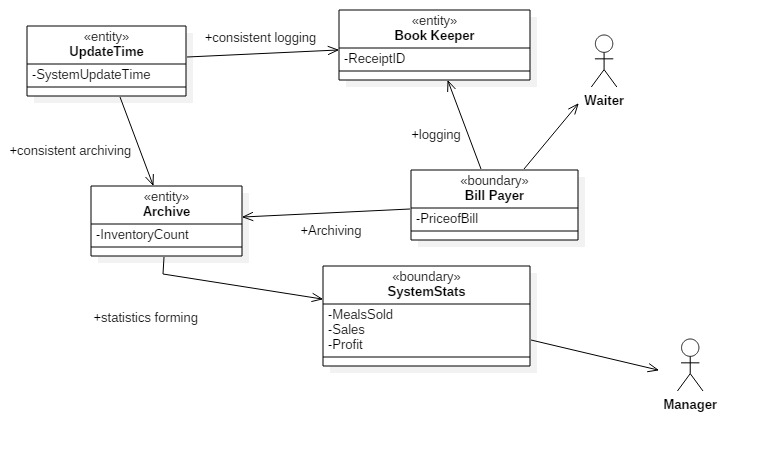 «entity»
UpdateTime
-SystemUpdateTime
+consistent logging
«entity»
Book Keeper
-ReceiptID
Waiter
+consistent archiving
+logging
«entity»
Archive
-InventoryCount
«boundary»
Bill Payer
-PriceofBill
+Archiving
«boundary»
SystemStats
-MealsSold
-Sales
-Profit
+statistics forming
Manager